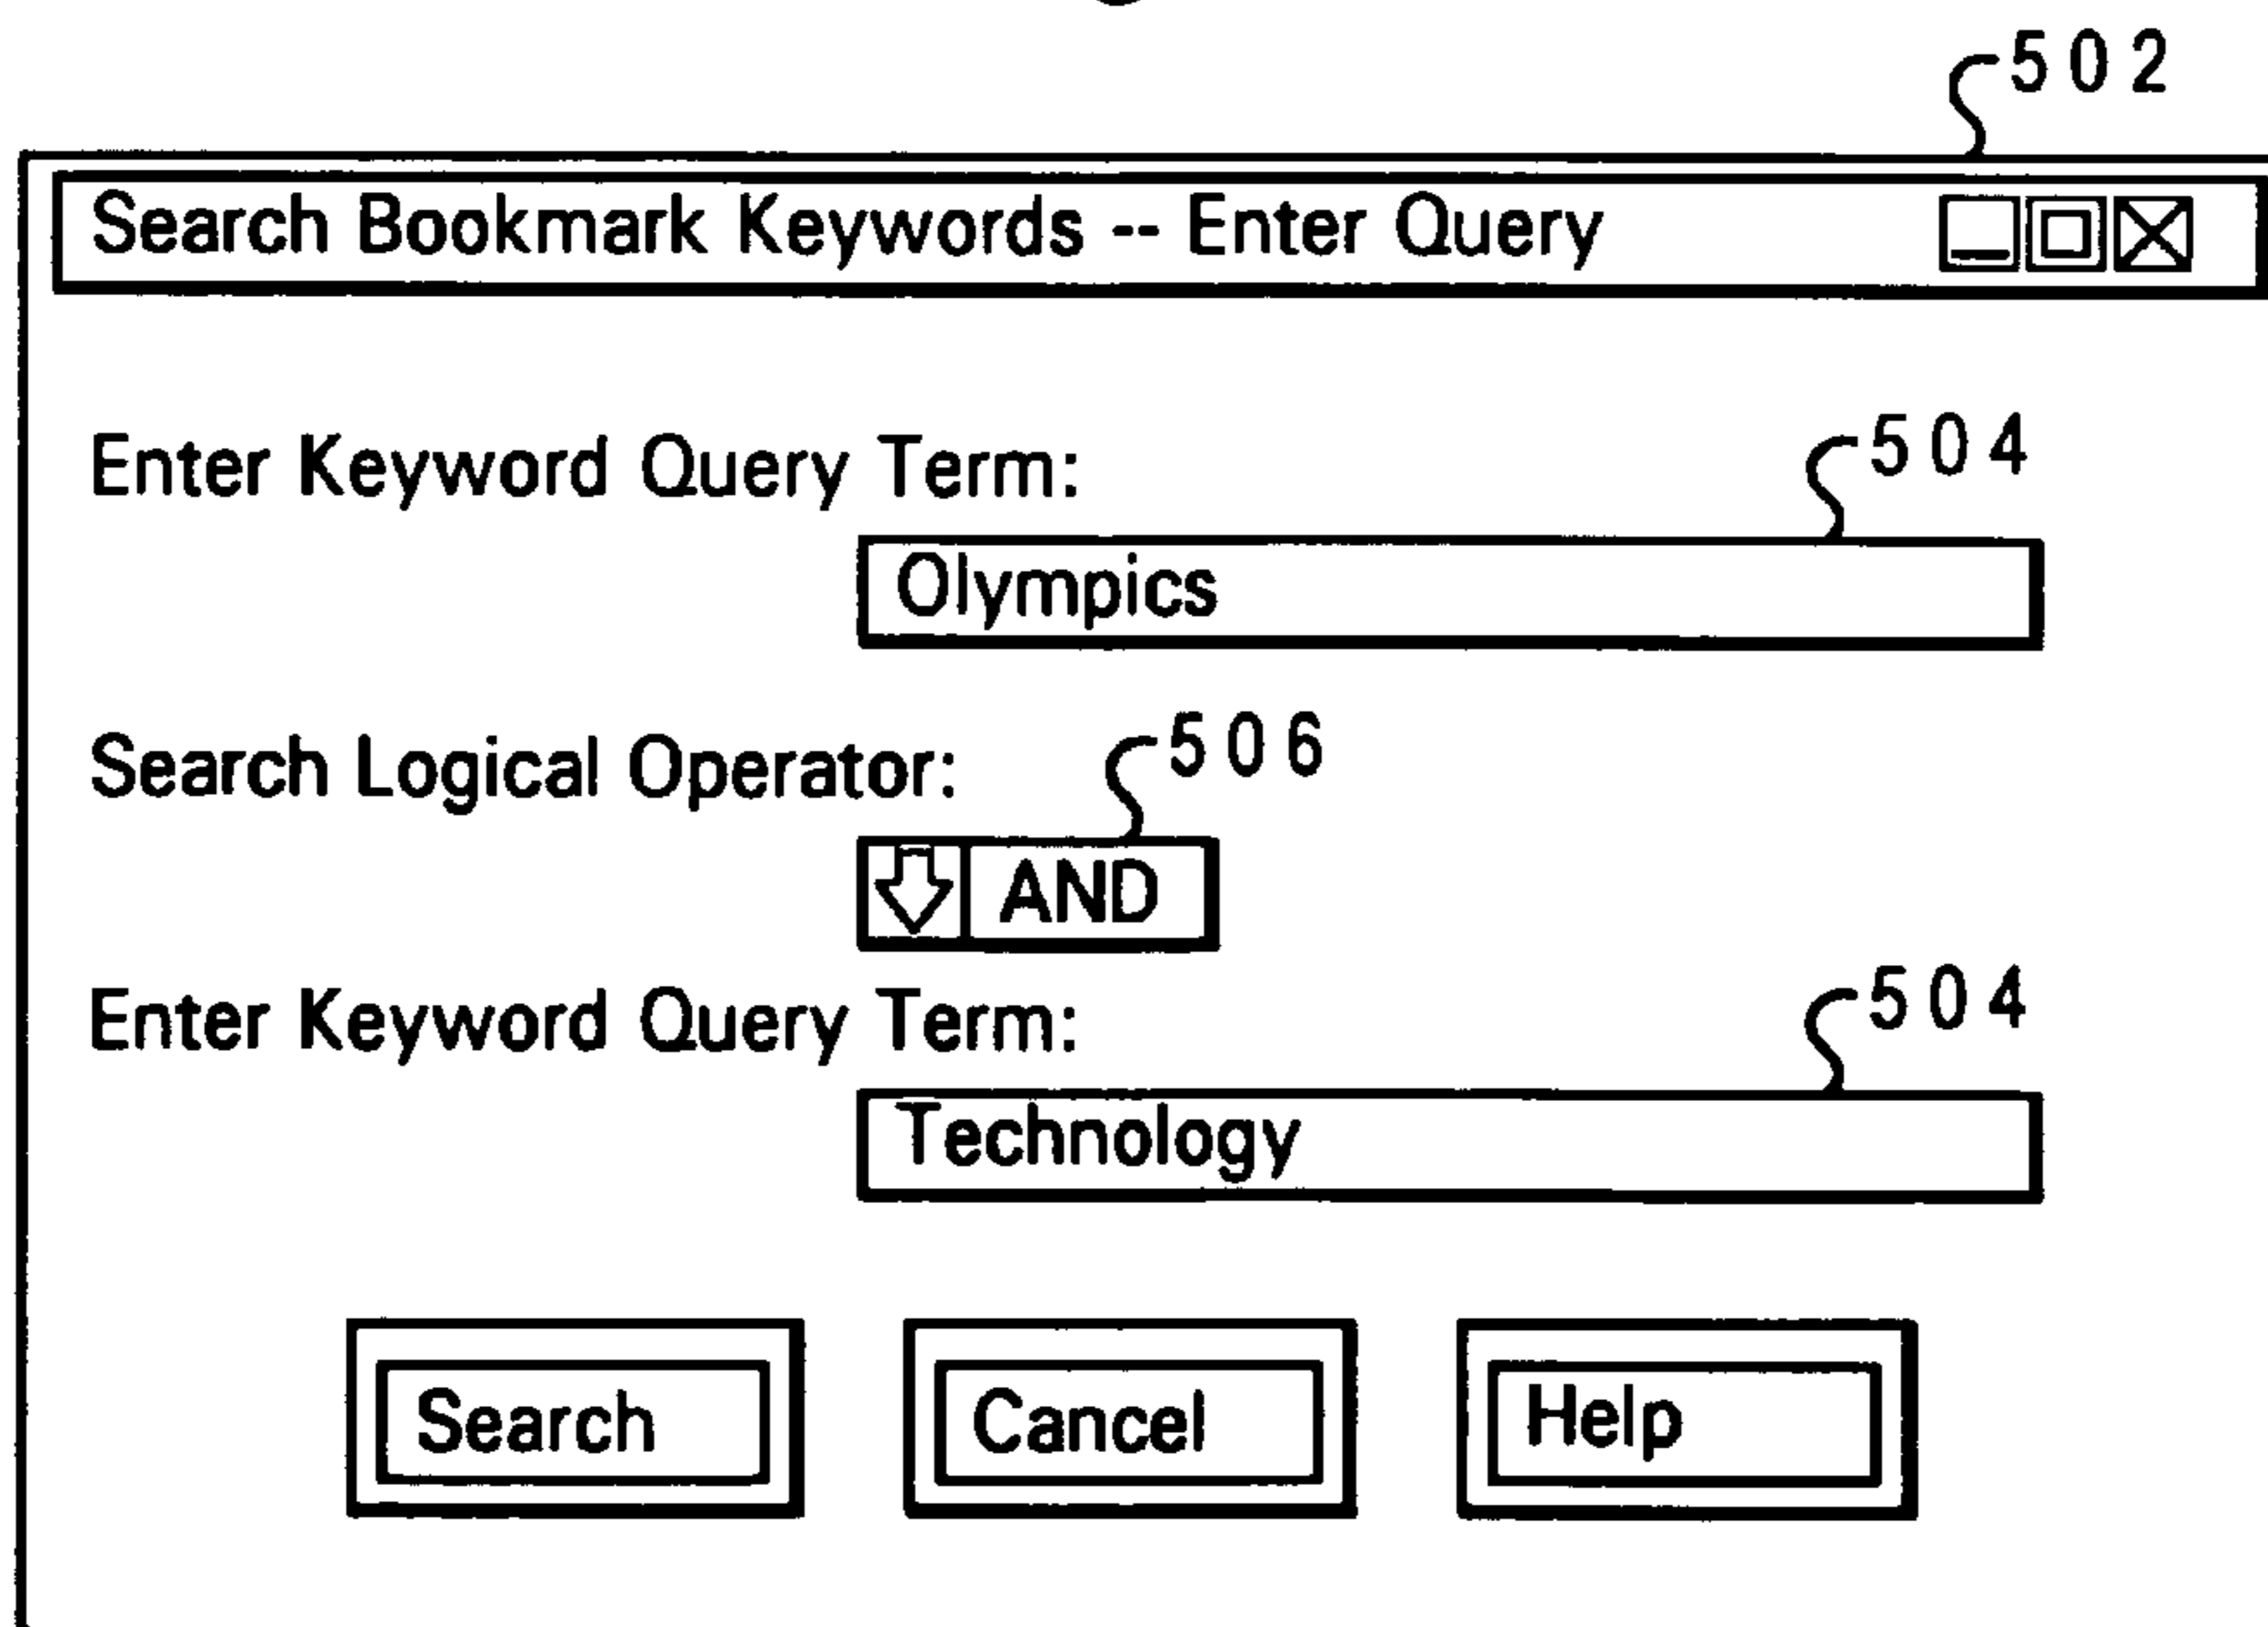 502
Search Bookmark Keywords -- Enter Query
Enter Keyword Query Term:
504
Olympics
Search Logical Operator:
506
AND
Enter Keyword Query Term:
504
Technology
Search Cancel Help